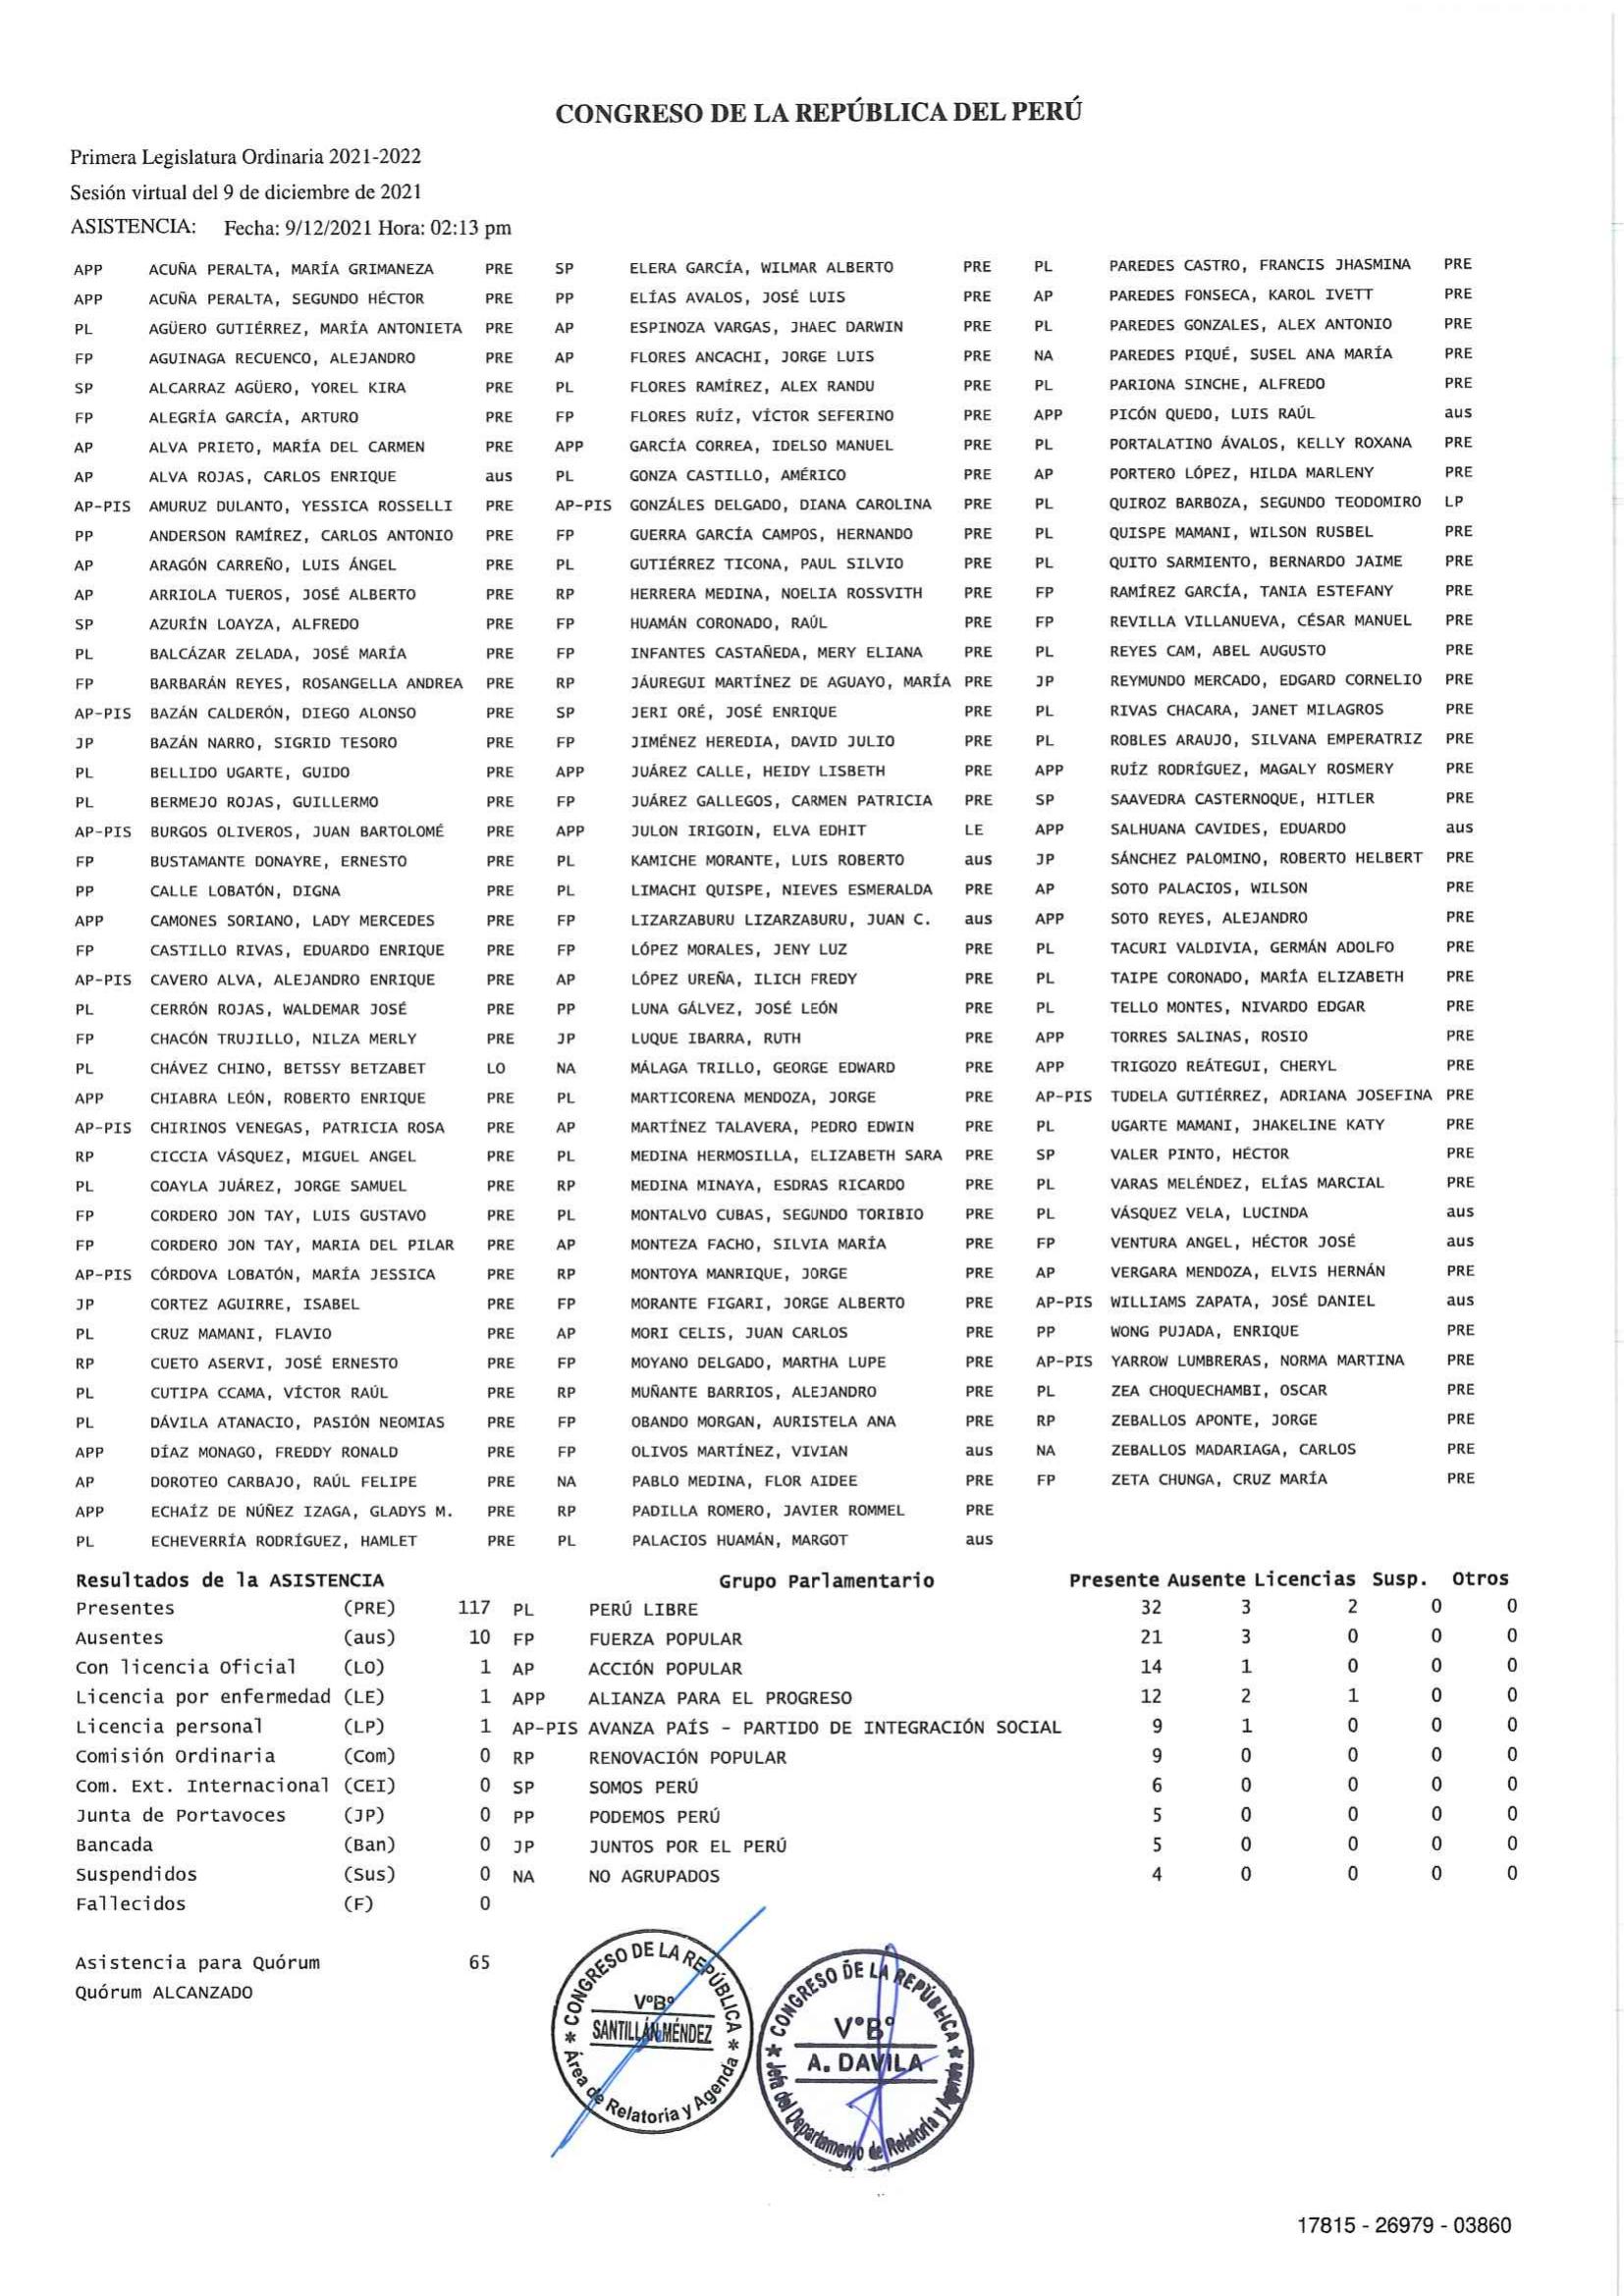 CONGRESO DE LA REPÚBLICA DEL PERÚ
Primera Legislatura Ordinaria 2021-2022
Sesión virtual del 9 de diciembre de 2021
ASISTENCIA: Fecha: 9/12/2021 Hora: 02:13 pm
APP ACUÑA PERALTA, MARÍA GRIMANEZA PRE SP ELERA GARCÍA, WILMAR ALBERTO PRE PL PAREDES CASTRO, FRANCIS JHASMINA PRE
APP ACUÑA PERALTA, SEGUNDO HÉCTOR PRE PP ELÍAS AVALOS, JOSÉ LUIS PRE AP PAREDES FONSECA, KAROL IVETT PRE
PL AGÜERO GUTIÉRREZ, MARÍA ANTONIETA PRE AP ESPINOZA VARGAS, JHAEC DARWIN PRE PL PAREDES GONZALES, ALEX ANTONIO PRE
FP AGUINAGA RECUENCO, ALEJANDRO PRE AP FLORES ANCACHI, JORGE LUIS PRE NA PAREDES PIQUÉ, SUSEL ANA MARÍA PRE
SP ALCARRAZ AGÜERO, YOREL KIRA PRE PL FLORES RAMÍREZ, ALEX RANDU PRE PL PARIONA SINCHE, ALFREDO PRE
FP ALEGRÍA GARCÍA, ARTURO PRE FP FLORES RUÍZ, VÍCTOR SEFERINO PRE APP PICÓN QUEDO, LUIS RAÚL aus
AP ALVA PRIETO, MARÍA DEL CARMEN PRE APP GARCÍA CORREA, IDELSO MANUEL PRE PL PORTALATINO ÁVALOS, KELLY ROXANA PRE
AP ALVA ROJAS, CARLOS ENRIQUE aus PL GONZA CASTILLO, AMÉRICO PRE AP PORTERO LÓPEZ, HILDA MARLENY PRE
AP-PIS AMURUZ DULANTO, YESSICA ROSSELLI PRE AP-PIS GONZÁLES DELGADO, DIANA CAROLINA PRE PL QUIROZ BARBOZA, SEGUNDO TEODOMIRO LP
PP ANDERSON RAMÍREZ, CARLOS ANTONIO PRE FP GUERRA GARCÍA CAMPOS, HERNANDO PRE PL QUISPE MAMANI, WILSON RUSBEL PRE
AP ARAGÓN CARREÑO, LUIS ÁNGEL PRE PL GUTIÉRREZ TICONA, PAUL SILVIO PRE PL QUITO SARMIENTO, BERNARDO JAIME PRE
AP ARRIOLA TUEROS, JOSÉ ALBERTO PRE RP HERRERA MEDINA, NOELIA ROSSVITH PRE FP RAMÍREZ GARCÍA, TANIA ESTEFANY PRE
SP AZURÍN LOAYZA, ALFREDO PRE FP HUAMÁN CORONADO, RAÚL PRE FP REVILLA VILLANUEVA, CÉSAR MANUEL PRE
PL BALCÁZAR ZELADA, JOSÉ MARÍA PRE FP INFANTES CASTAÑEDA, MERY ELIANA PRE PL REYES CAM, ABEL AUGUSTO PRE
FP BARBARÁN REYES, ROSANGELLA ANDREA PRE RP JÁUREGUI MARTÍNEZ DE AGUAYO, MARÍA PRE JP REYMUNDO MERCADO, EDGARD CORNELIO PRE
AP-PIS BAZÁN CALDERÓN, DIEGO ALONSO PRE SP JERI ORÉ, JOSÉ ENRIQUE PRE PL RIVAS CHACARA, JANET MILAGROS PRE
JP BAZÁN NARRO, SIGRID TESORO PRE FP JIMÉNEZ HEREDIA, DAVID JULIO PRE PL ROBLES ARAUJO, SILVANA EMPERATRIZ PRE
PL BELLIDO UGARTE, GUIDO PRE APP JUÁREZ CALLE, HEIDY LISBETH PRE APP RUÍZ RODRÍGUEZ, MAGALY ROSMERY PRE
PL BERMEJO ROJAS, GUILLERMO PRE FP JUÁREZ GALLEGOS, CARMEN PATRICIA PRE SP SAAVEDRA CASTERNOQUE, HITLER PRE
AP-PIS BURGOS OLIVEROS, JUAN BARTOLOMÉ PRE APP JULON IRIGOIN, ELVA EDHIT LE APP SALHUANA CAVIDES, EDUARDO aus
FP BUSTAMANTE DONAYRE, ERNESTO PRE PL KAMICHE MORANTE, LUIS ROBERTO aus JP SÁNCHEZ PALOMINO, ROBERTO HELBERT PRE
PP CALLE LOBATÓN, DIGNA PRE PL LIMACHI QUISPE, NIEVES ESMERALDA PRE AP SOTO PALACIOS, WILSON PRE
APP CAMONES SORIANO, LADY MERCEDES PRE FP LIZARZABURU LIZARZABURU, JUAN C. aus APP SOTO REYES, ALEJANDRO PRE
FP CASTILLO RIVAS, EDUARDO ENRIQUE PRE FP LÓPEZ MORALES, JENY LUZ PRE PL TACURI VALDIVIA, GERMÁN ADOLFO PRE
AP-PIS CAVERO ALVA, ALEJANDRO ENRIQUE PRE AP LÓPEZ UREÑA, ILICH FREDY PRE PL TAIPE CORONADO, MARÍA ELIZABETH PRE
PL CERRÓN ROJAS, WALDEMAR JOSÉ PRE PP LUNA GÁLVEZ, JOSÉ LEÓN PRE PL TELLO MONTES, NIVARDO EDGAR PRE
FP CHACÓN TRUJILLO, NILZA MERLY PRE JP LUQUE IBARRA, RUTH PRE APP TORRES SALINAS, ROSIO PRE
PL CHÁVEZ CHINO, BETSSY BETZABET LO NA MÁLAGA TRILLO, GEORGE EDWARD PRE APP TRIGOZO REÁTEGUI, CHERYL PRE
APP CHIABRA LEÓN, ROBERTO ENRIQUE PRE PL MARTICORENA MENDOZA, JORGE PRE AP-PIS TUDELA GUTIÉRREZ, ADRIANA JOSEFINA PRE
AP-PIS CHIRINOS VENEGAS, PATRICIA ROSA PRE AP MARTÍNEZ TALAVERA, PEDRO EDWIN PRE PL UGARTE MAMANI, JHAKELINE KATY PRE
RP CICCIA VÁSQUEZ, MIGUEL ANGEL PRE PL MEDINA HERMOSILLA, ELIZABETH SARA PRE SP VALER PINTO, HÉCTOR PRE
PL COAYLA JUÁREZ, JORGE SAMUEL PRE RP MEDINA MINAYA, ESDRAS RICARDO PRE PL VARAS MELÉNDEZ, ELÍAS MARCIAL PRE
FP CORDERO JON TAY, LUIS GUSTAVO PRE PL MONTALVO CUBAS, SEGUNDO TORIBIO PRE PL VÁSQUEZ VELA, LUCINDA aus
FP CORDERO JON TAY, MARIA DEL PILAR PRE AP MONTEZA FACHO, SILVIA MARÍA PRE FP VENTURA ANGEL, HÉCTOR JOSÉ aus
AP-PIS CÓRDOVA LOBATÓN, MARÍA JESSICA PRE RP MONTOYA MANRIQUE, JORGE PRE AP VERGARA MENDOZA, ELVIS HERNÁN PRE
JP CORTEZ AGUIRRE, ISABEL PRE FP MORANTE FIGARI, JORGE ALBERTO PRE AP-PIS WILLIAMS ZAPATA, JOSÉ DANIEL aus
PL CRUZ MAMANI, FLAVIO PRE AP MORI CELIS, JUAN CARLOS PRE PP WONG PUJADA, ENRIQUE PRE
RP CUETO ASERVI, JOSÉ ERNESTO PRE FP MOYANO DELGADO, MARTHA LUPE PRE AP-PIS YARROW LUMBRERAS, NORMA MARTINA PRE
PL CUTIPA CCAMA, VÍCTOR RAÚL PRE RP MUÑANTE BARRIOS, ALEJANDRO PRE PL ZEA CHOQUECHAMBI, OSCAR PRE
PL DÁVILA ATANACIO, PASIÓN NEOMIAS PRE FP OBANDO MORGAN, AURISTELA ANA PRE RP ZEBALLOS APONTE, JORGE PRE
APP DÍAZ MONAGO, FREDDY RONALD PRE FP OLIVOS MARTÍNEZ, VIVIAN aus NA ZEBALLOS MADARIAGA, CARLOS PRE
AP DOROTEO CARBAJO, RAÚL FELIPE PRE NA PABLO MEDINA, FLOR AIDEE PRE FP ZETA CHUNGA, CRUZ MARÍA PRE
APP ECHAÍZ DE NÚÑEZ IZAGA, GLADYS M. PRE RP PADILLA ROMERO, JAVIER ROMMEL PRE
PL ECHEVERRÍA RODRÍGUEZ, HAMLET PRE PL PALACIOS HUAMÁN, MARGOT aus
Resultados de la ASISTENCIA Grupo Parlamentario Presente Ausente Licencias Susp. Otros
Presentes (PRE) 117 PL PERÚ LIBRE 32 3 2 0 0
Ausentes (aus) 10 FP FUERZA POPULAR 21 3 0 0 0
Con licencia Oficial (LO) 1 AP ACCIÓN POPULAR 14 1 0 0 0
Licencia por enfermedad (LE) 1 APP ALIANZA PARA EL PROGRESO 12 2 1 0 0
Licencia personal (LP) 1 AP-PIS AVANZA PAÍS - PARTIDO DE INTEGRACIÓN SOCIAL 9 1 0 0 0
Comisión Ordinaria (Com) 0 RP RENOVACIÓN POPULAR 9 0 0 0 0
Com. Ext. Internacional (CEI) 0 SP SOMOS PERÚ 6 0 0 0 0
Junta de Portavoces (JP) 0 PP PODEMOS PERÚ 5 0 0 0 0
Bancada (Ban) 0 JP JUNTOS POR EL PERÚ 5 0 0 0 0
Suspendidos (Sus) 0 NA NO AGRUPADOS 4 0 0 0 0
Fallecidos (F) 0
Asistencia para Quórum 65
Quórum ALCANZADO
CONGRESO DE LA REPÚBLICA
V°B°
SANTILLÁN MÉNDEZ
Área de Relatoría y Agenda
CONGRESO DE LA REPÚBLICA
V°B°
A. DAVILA
Jefa del Departamento de Relatoría y Agenda
17815 - 26979 - 03860